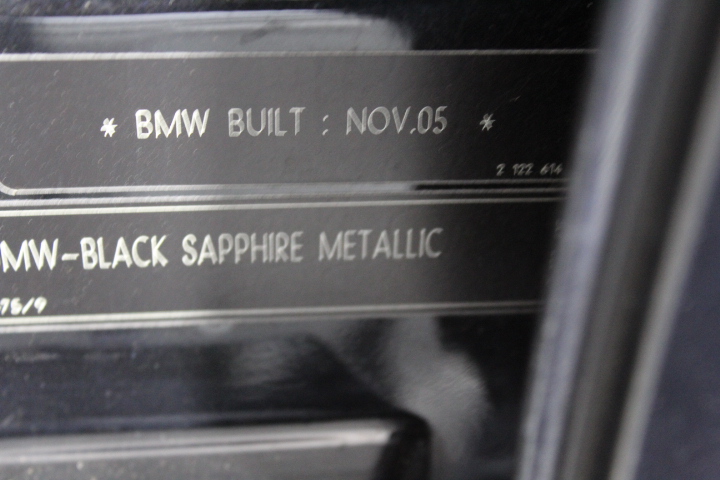 * BMW BUILT : NOV.05 *
2 122 614
MW-BLACK SAPPHIRE METALLIC
75/9